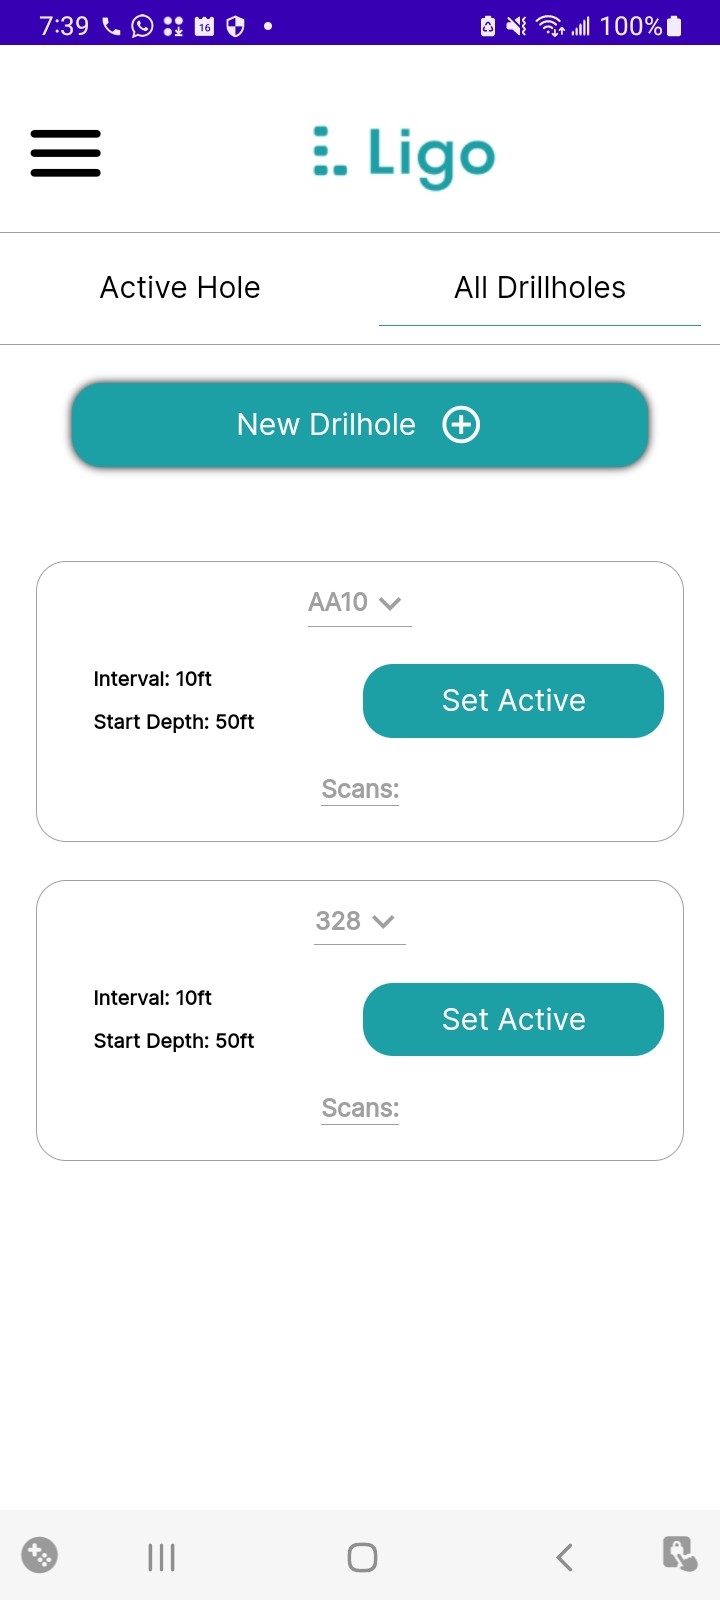 7:39 16 100%
Ligo
Active Hole All Drillholes
New Drilhole
AA10
Interval: 10ft
Set Active
Start Depth: 50ft
Scans:
328
Interval: 10ft
Set Active
Start Depth: 50ft
Scans: